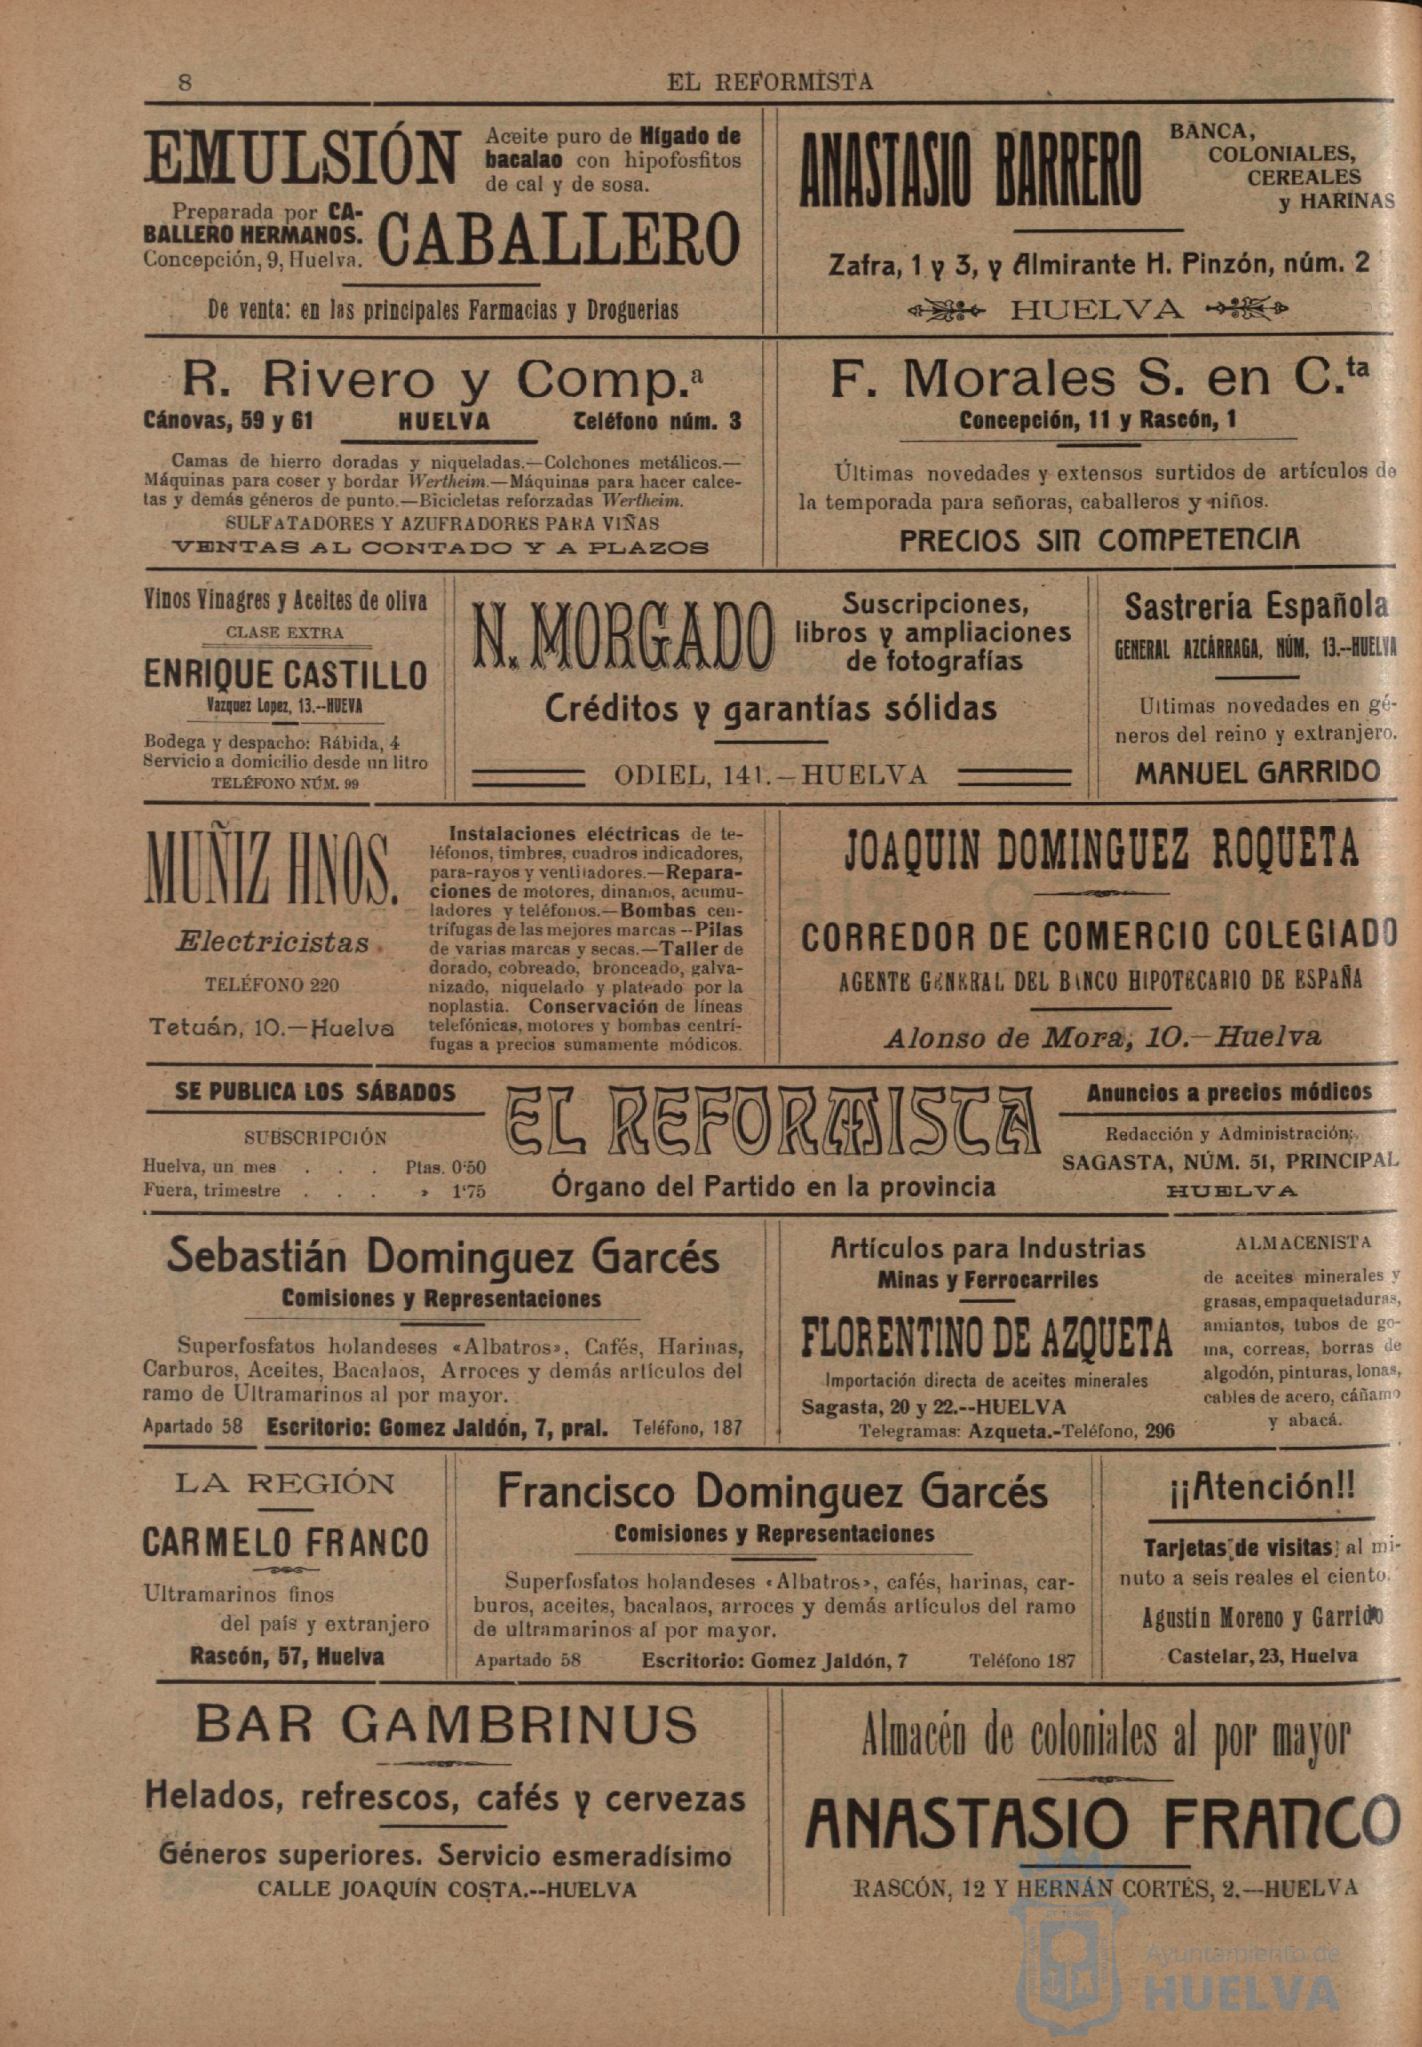 8
EL REFORMISTA
EMULSIÓN
Aceite puro de Hígado de
bacalao con hipofosfitos
de cal y de sosa.
Preparada por CA-
BALLERO HERMANOS.
Concepción, 9, Huelva.
CABALLERO
De venta: en las principales Farmacias y Droguerias
ANASTASIO BARRERO
BANCA,
COLONIALES,
CEREALES
y HARINAS
Zafra, 1 y 3, y Almirante H. Pinzón, núm. 2
HUELVA
R. Rivero y Comp.ª
Cánovas, 59 y 61 HUELVA Teléfono núm. 3
Camas de hierro doradas y niqueladas.—Colchones metálicos.—
Máquinas para coser y bordar Wertheim.—Máquinas para hacer calce-
tas y demás géneros de punto.—Bicicletas reforzadas Wertheim.
SULFATADORES Y AZUFRADORES PARA VIÑAS
VENTAS AL CONTADO Y A PLAZOS
F. Morales S. en C.ta
Concepción, 11 y Rascón, 1
Últimas novedades y extensos surtidos de artículos de
la temporada para señoras, caballeros y niños.
PRECIOS SIN COMPETENCIA
Vinos Vinagres y Aceites de oliva
CLASE EXTRA
ENRIQUE CASTILLO
Vazquez Lopez, 13.--HUEVA
Bodega y despacho: Rábida, 4
Servicio a domicilio desde un litro
TELÉFONO NÚM. 99
N. MORGADO
Suscripciones,
libros y ampliaciones
de fotografías
Créditos y garantías sólidas
ODIEL, 141.—HUELVA
Sastrería Española
GENERAL AZCÁRRAGA, NÚM, 13.--HUELVA
Ultimas novedades en gé-
neros del reino y extranjero.
MANUEL GARRIDO
MUÑIZ HNOS.
Electricistas
TELÉFONO 220
Tetuán, 10.—Huelva
Instalaciones eléctricas de te-
léfonos, timbres, cuadros indicadores,
para-rayos y ventiladores.—Repara-
ciones de motores, dinamos, acumu-
ladores y teléfonos.—Bombas cen-
trífugas de las mejores marcas—Pilas
de varias marcas y secas.—Taller de
dorado, cobreado, bronceado, galva-
nizado, niquelado y plateado por la
noplastia. Conservación de líneas
telefónicas, motores y bombas centrí-
fugas a precios sumamente módicos.
JOAQUIN DOMINGUEZ ROQUETA
CORREDOR DE COMERCIO COLEGIADO
AGENTE GENERAL DEL BANCO HIPOTECARIO DE ESPAÑA
Alonso de Mora, 10.—Huelva
SE PUBLICA LOS SÁBADOS
SUBSCRIPCIÓN
Huelva, un mes . . . Ptas. 0'50
Fuera, trimestre . . . » 1'75
EL REFORMISTA
Órgano del Partido en la provincia
Anuncios a precios módicos
Redacción y Administración:
SAGASTA, NÚM. 51, PRINCIPAL
HUELVA
Sebastián Dominguez Garcés
Comisiones y Representaciones
Superfosfatos holandeses «Albatros», Cafés, Harinas,
Carburos, Aceites, Bacalaos, Arroces y demás artículos del
ramo de Ultramarinos al por mayor.
Apartado 58 Escritorio: Gomez Jaldón, 7, pral. Teléfono, 187
Artículos para Industrias
Minas y Ferrocarriles
FLORENTINO DE AZQUETA
Importación directa de aceites minerales
Sagasta, 20 y 22.--HUELVA
Telegramas: Azqueta.-Teléfono, 296
ALMACENISTA
de aceites minerales y
grasas, empaquetaduras,
amiantos, tubos de go-
ma, correas, borras de
algodón, pinturas, lonas,
cables de acero, cáñamo
y abacá.
LA REGIÓN
CARMELO FRANCO
Ultramarinos finos
del país y extranjero
Rascón, 57, Huelva
Francisco Dominguez Garcés
Comisiones y Representaciones
Superfosfatos holandeses «Albatros», cafés, harinas, car-
buros, aceites, bacalaos, arroces y demás artículos del ramo
de ultramarinos al por mayor.
Apartado 58 Escritorio: Gomez Jaldón, 7 Teléfono 187
¡¡Atención!!
Tarjetas de visitas al mi-
nuto a seis reales el ciento.
Agustin Moreno y Garrido
Castelar, 23, Huelva
BAR GAMBRINUS
Helados, refrescos, cafés y cervezas
Géneros superiores. Servicio esmeradísimo
CALLE JOAQUÍN COSTA.--HUELVA
Almacén de coloniales al por mayor
ANASTASIO FRANCO
RASCÓN, 12 Y HERNÁN CORTÉS, 2.—HUELVA
Ayuntamiento de
HUELVA